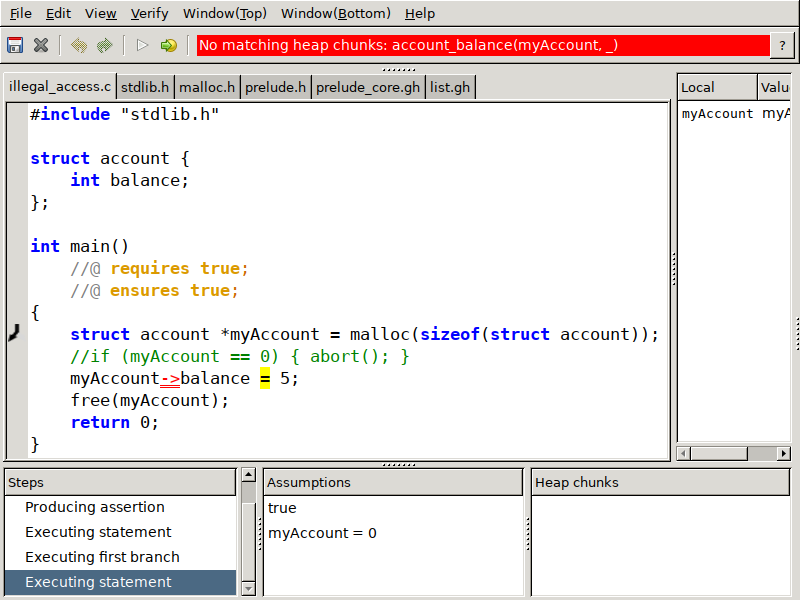 File Edit View Verify Window(Top) Window(Bottom) Help
No matching heap chunks: account_balance(myAccount, _)
?
illegal_access.c stdlib.h malloc.h prelude.h prelude_core.gh list.gh
#include "stdlib.h"
struct account {
int balance;
};
int main()
//@ requires true;
//@ ensures true;
{
struct account *myAccount = malloc(sizeof(struct account));
//if (myAccount == 0) { abort(); }
myAccount->balance = 5;
free(myAccount);
return 0;
}
Local Valu
myAccount myA
Steps
Producing assertion
Executing statement
Executing first branch
Executing statement
Assumptions
true
myAccount = 0
Heap chunks